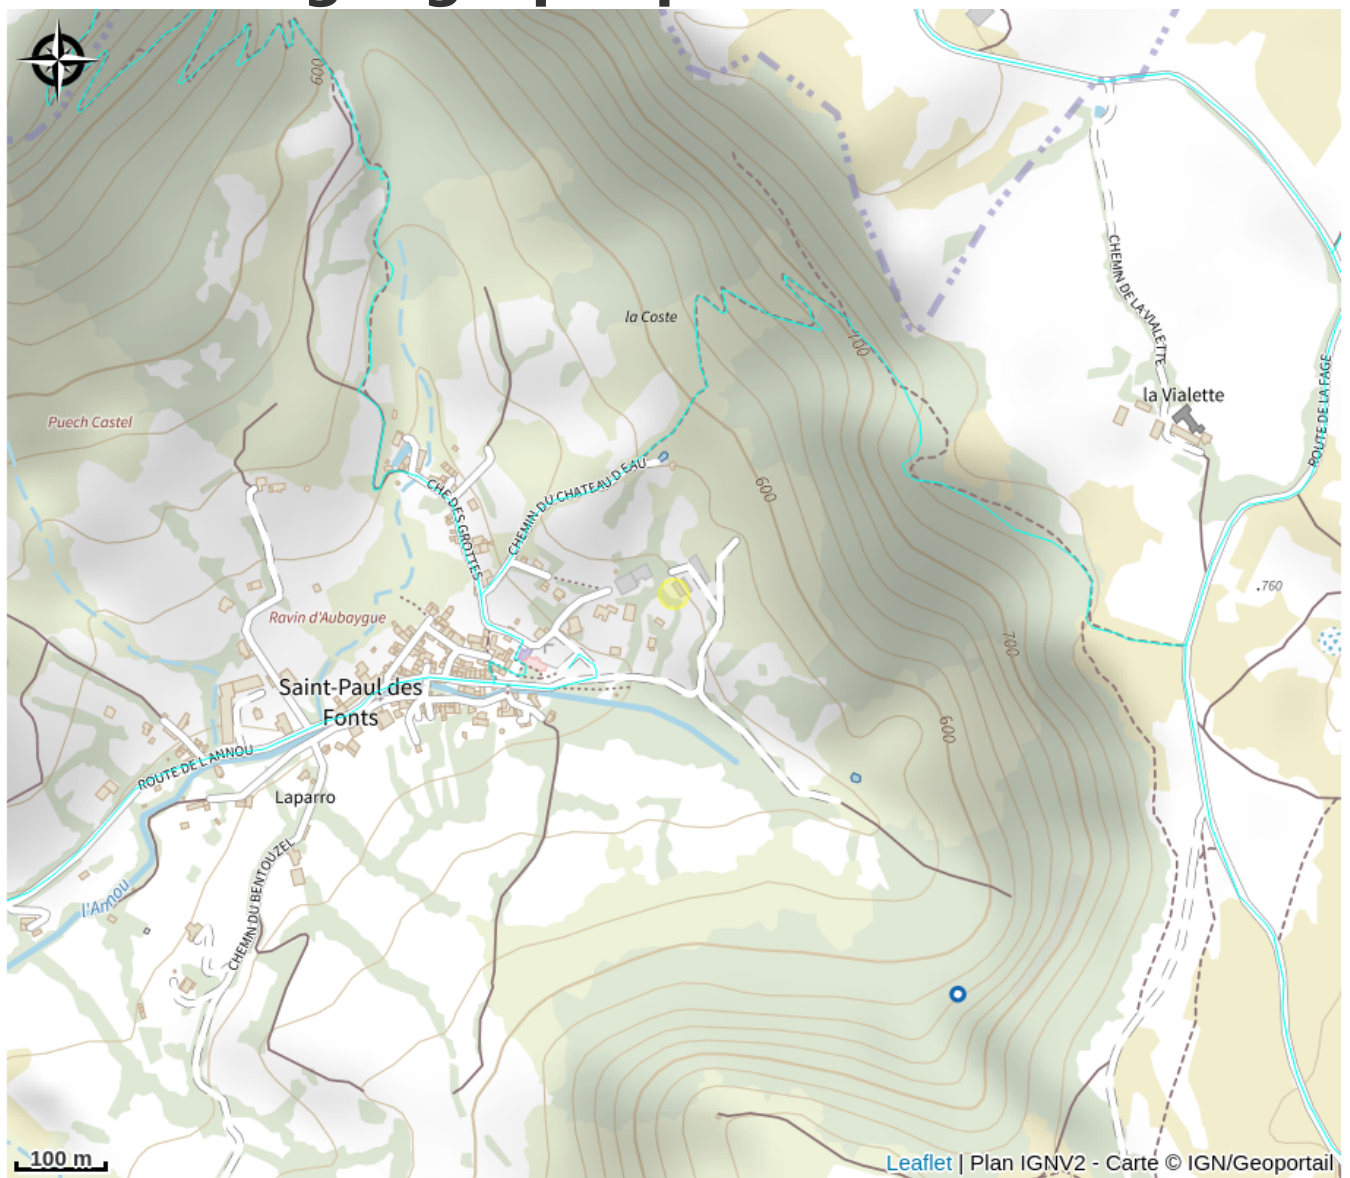 600
CHEMIN DE LA VIALETTE
la Coste
700
la Vialette
ROUTE DE LA FAGE
Puech Castel
CHE DES GROTTES
CHEMIN DU CHATEAU D EAU
600
.760
Ravin d'Aubaygue
700
Saint-Paul des
Fonts
600
ROUTE DE L ANNOU
Laparro
CHEMIN DU BENTOUZEL
l'Annou
100 m
Leaflet | Plan IGNV2 - Carte © IGN/Geoportail